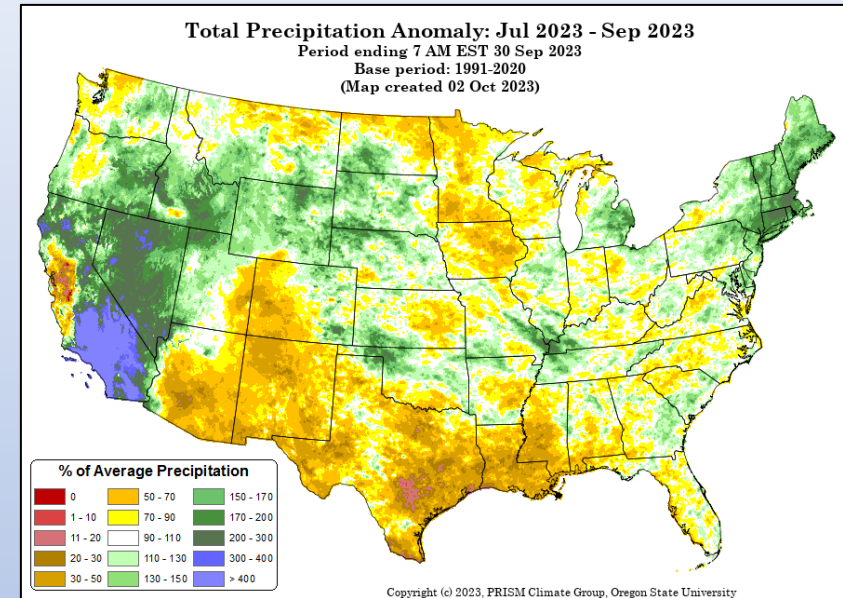 Total Precipitation Anomaly: Jul 2023 - Sep 2023
Period ending 7 AM EST 30 Sep 2023
Base period: 1991-2020
(Map created 02 Oct 2023)
% of Average Precipitation
0 50 - 70 150 - 170
1 - 10 70 - 90 170 - 200
11 - 20 90 - 110 200 - 300
20 - 30 110 - 130 300 - 400
30 - 50 130 - 150 > 400
Copyright (c) 2023, PRISM Climate Group, Oregon State University